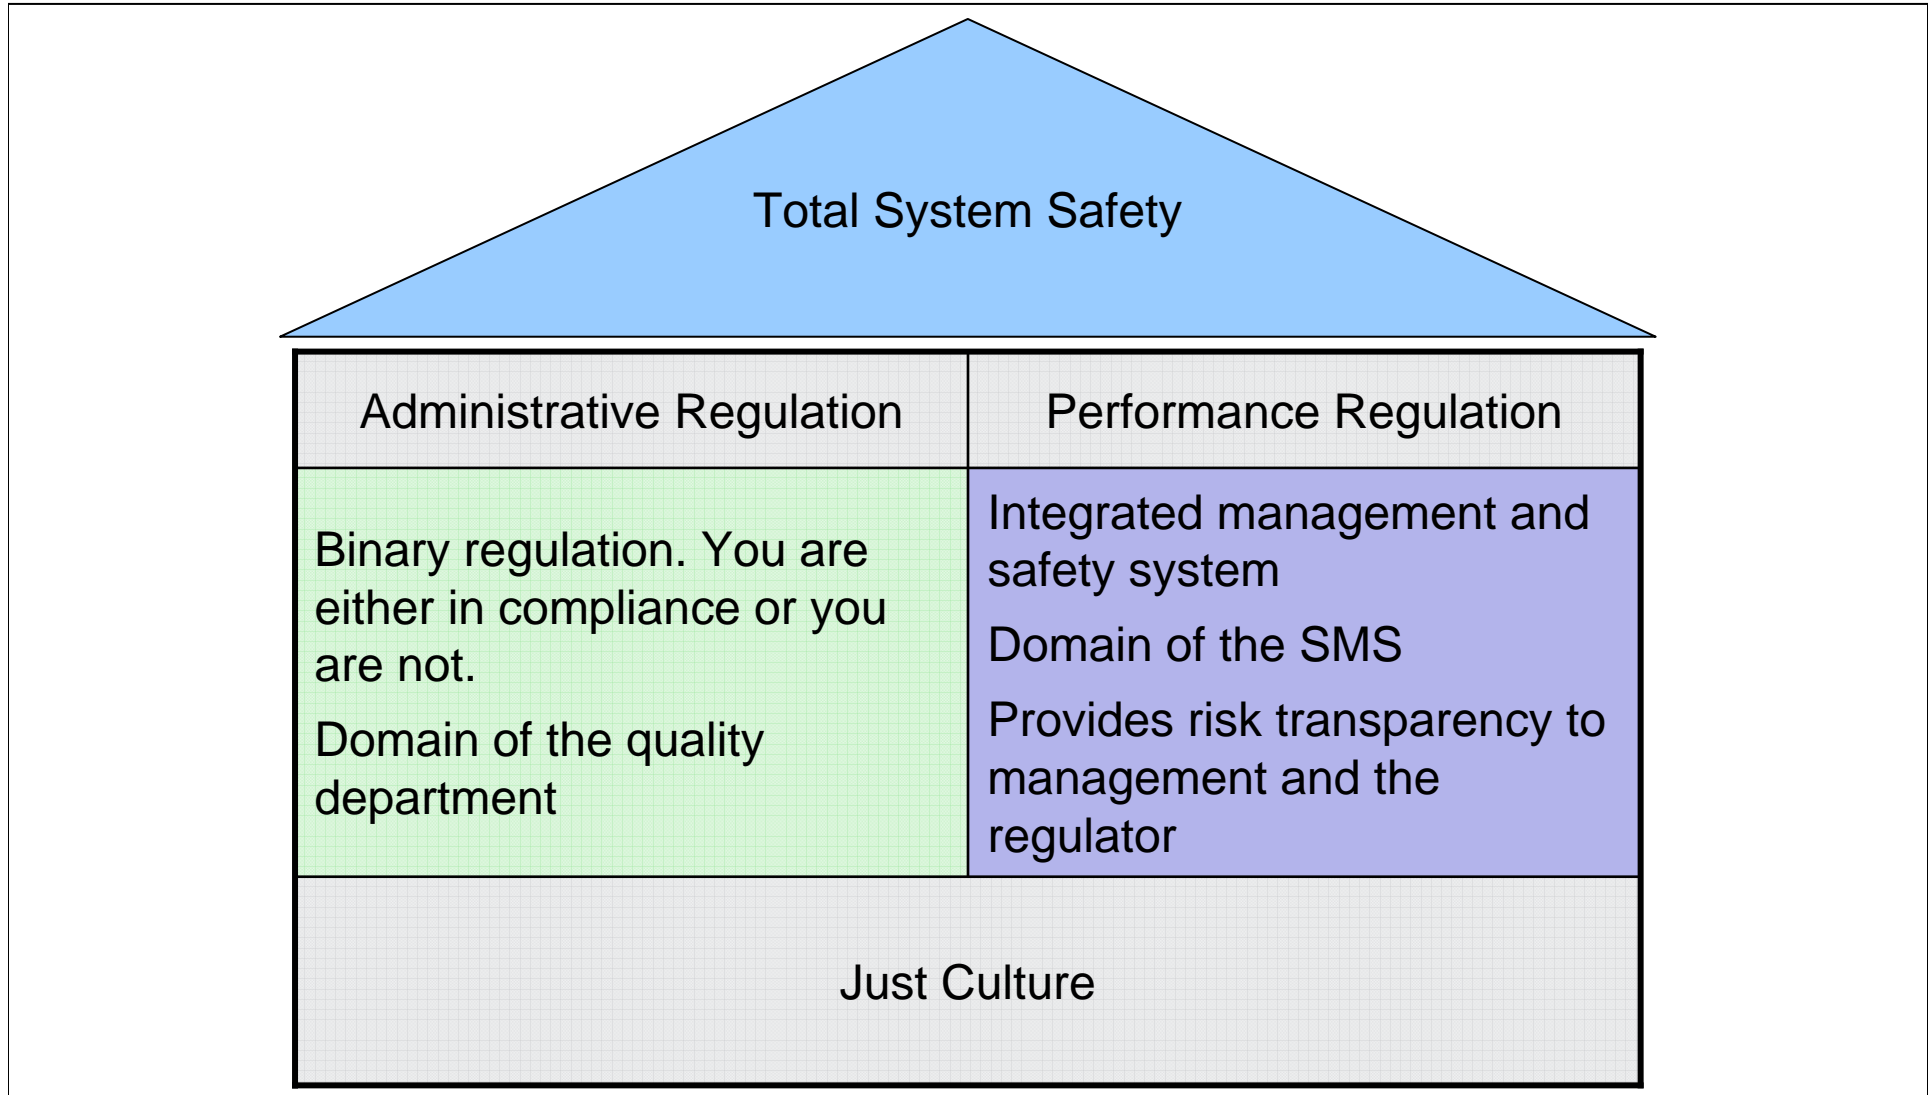 Total System Safety
Administrative Regulation
Performance Regulation
Binary regulation. You are
either in compliance or you
are not.
Domain of the quality
department
Integrated management and
safety system
Domain of the SMS
Provides risk transparency to
management and the
regulator
Just Culture